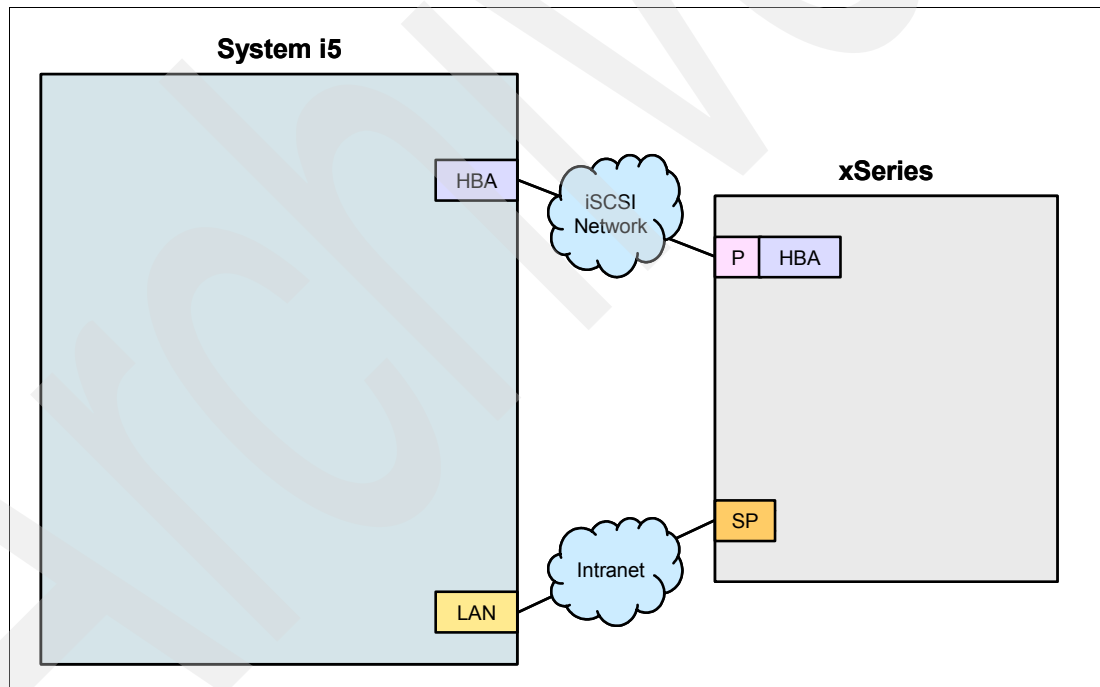 System i5
HBA
iSCSI
Network
xSeries
P
HBA
SP
Intranet
LAN